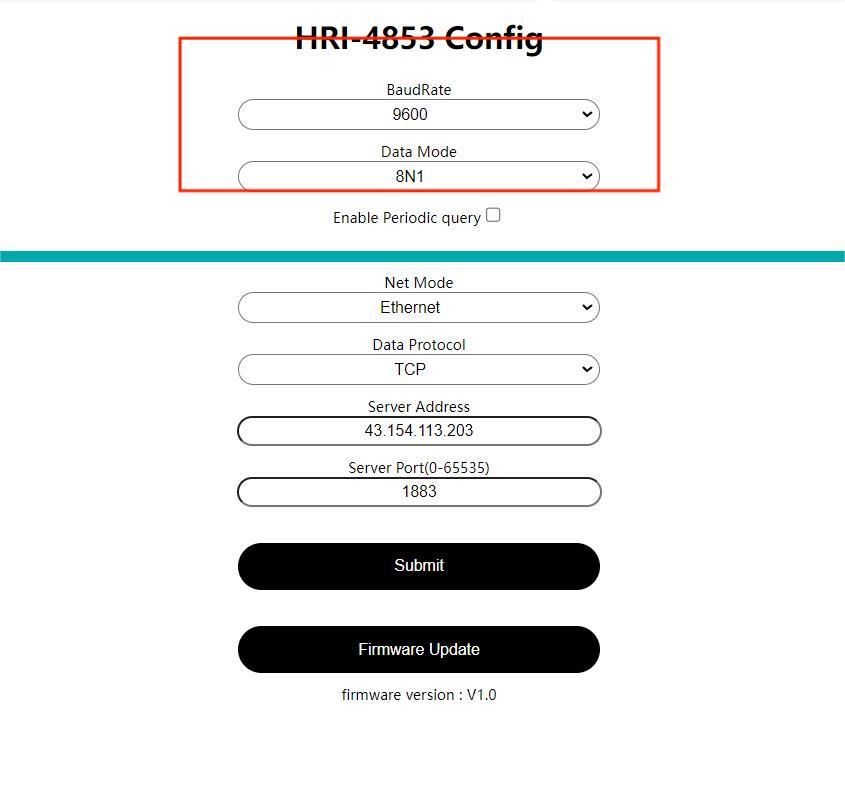 HRI-4853 Config
BaudRate
9600
Data Mode
8N1
Enable Periodic query
Net Mode
Ethernet
Data Protocol
TCP
Server Address
43.154.113.203
Server Port(0-65535)
1883
Submit
Firmware Update
firmware version : V1.0